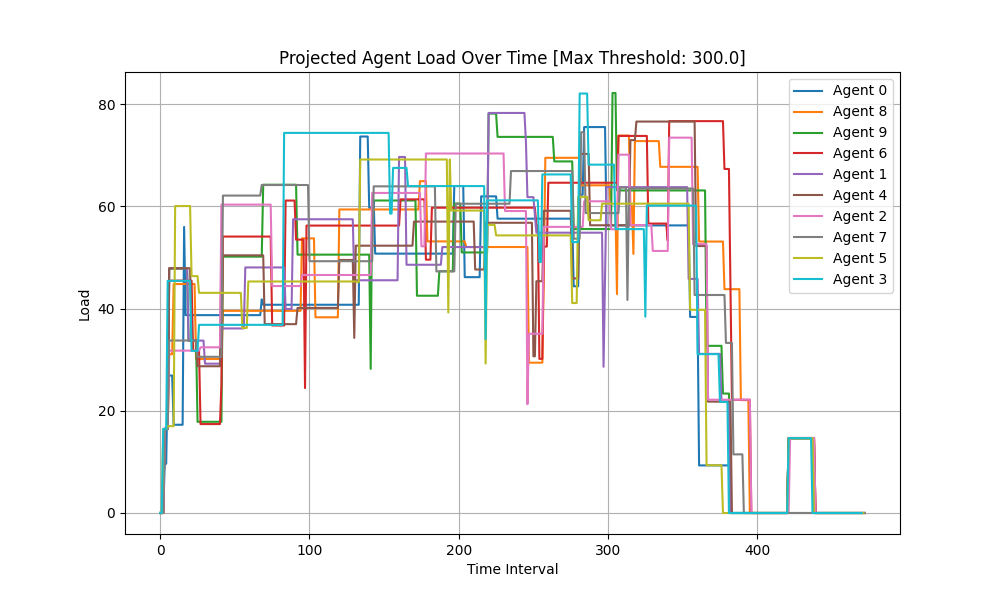 Projected Agent Load Over Time [Max Threshold: 300.0]
Load
80
60
40
20
0
0 100 200 300 400
Time Interval
Agent 0
Agent 8
Agent 9
Agent 6
Agent 1
Agent 4
Agent 2
Agent 7
Agent 5
Agent 3